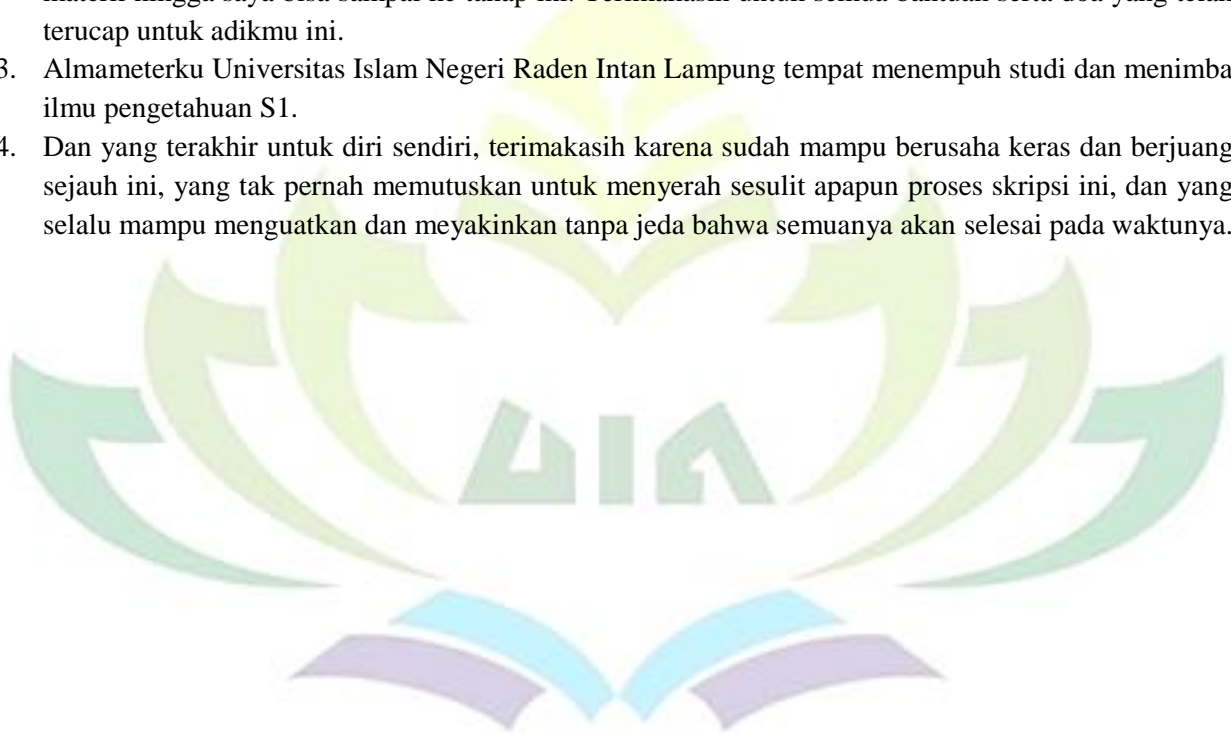 terucap untuk adikmu ini.
3. Almameterku Universitas Islam Negeri Raden Intan Lampung tempat menempuh studi dan menimba
ilmu pengetahuan S1.
4. Dan yang terakhir untuk diri sendiri, terimakasih karena sudah mampu berusaha keras dan berjuang
sejauh ini, yang tak pernah memutuskan untuk menyerah sesulit apapun proses skripsi ini, dan yang
selalu mampu menguatkan dan meyakinkan tanpa jeda bahwa semuanya akan selesai pada waktunya.
UIN